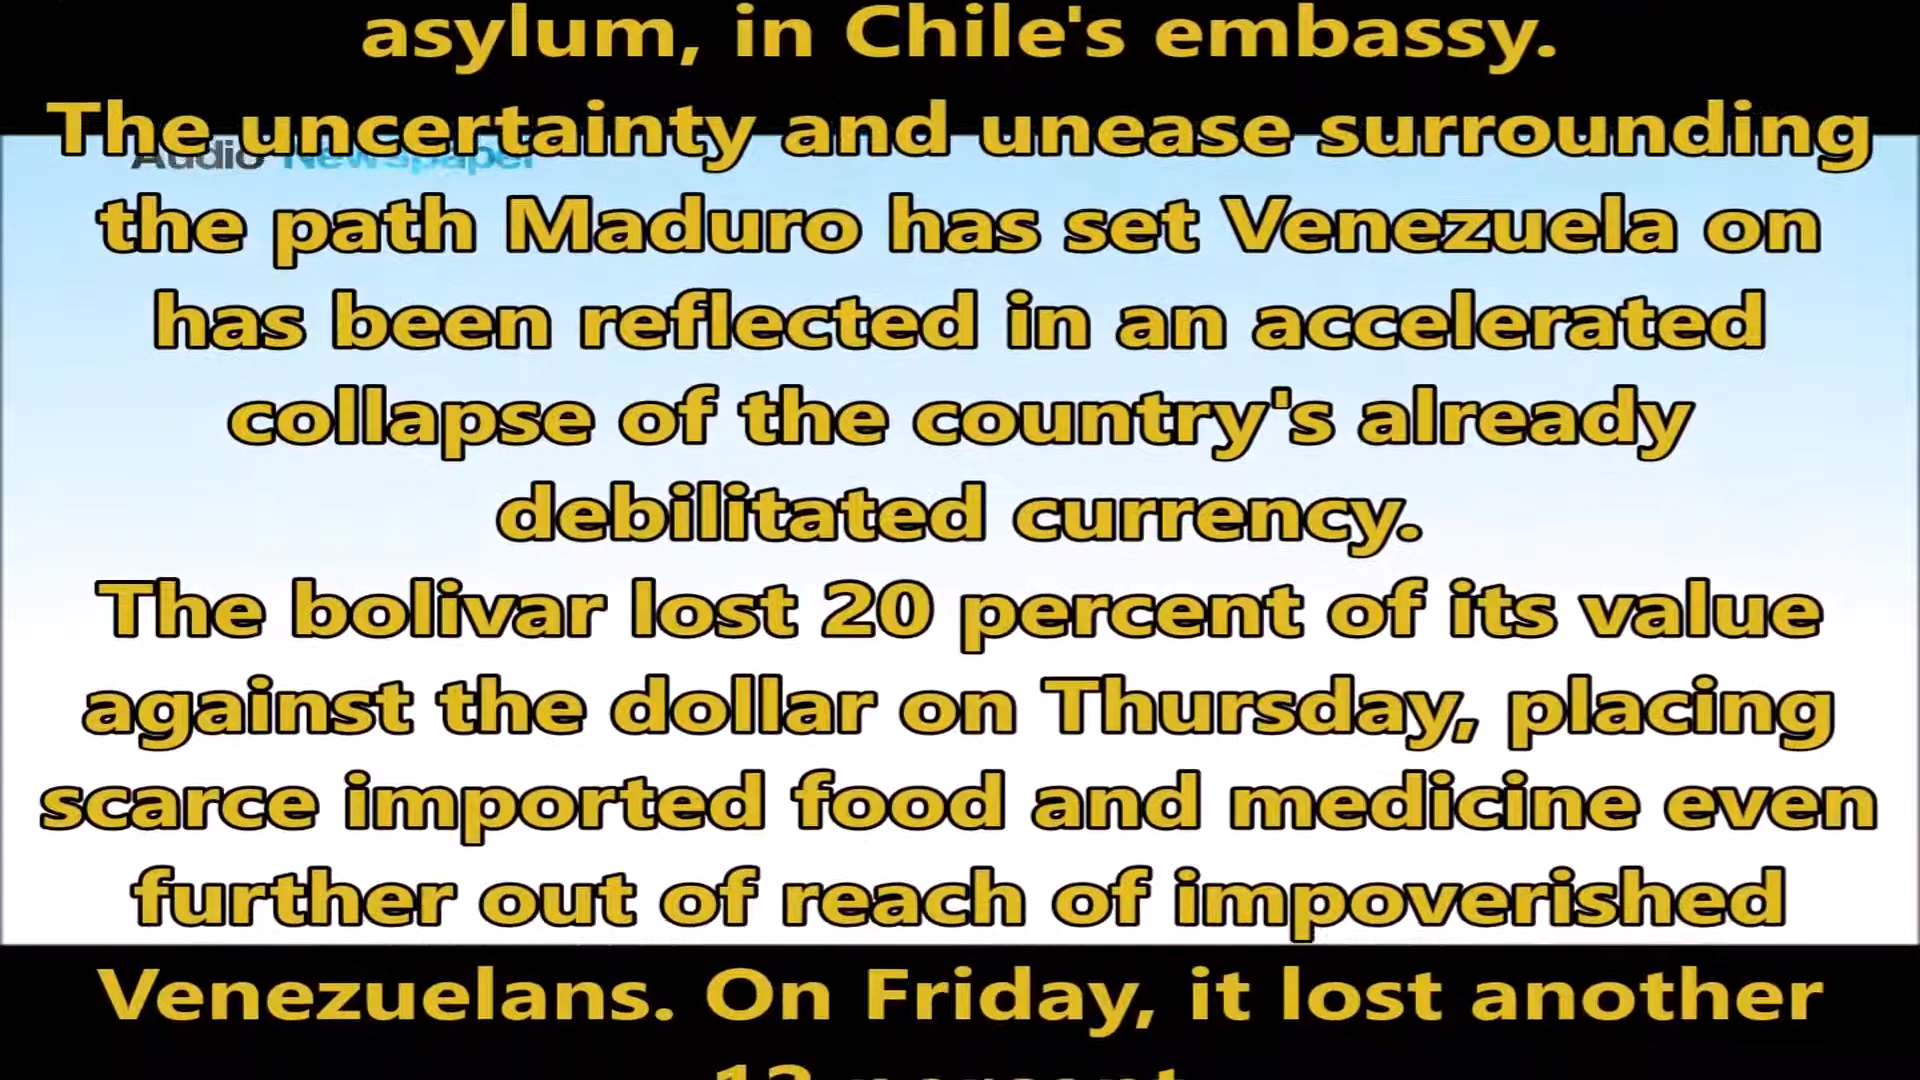 asylum, in Chile's embassy.
The uncertainty and unease surrounding
Audio Newspaper
the path Maduro has set Venezuela on
has been reflected in an accelerated
collapse of the country's already
debilitated currency.
The bolivar lost 20 percent of its value
against the dollar on Thursday, placing
scarce imported food and medicine even
further out of reach of impoverished
Venezuelans. On Friday, it lost another
percent